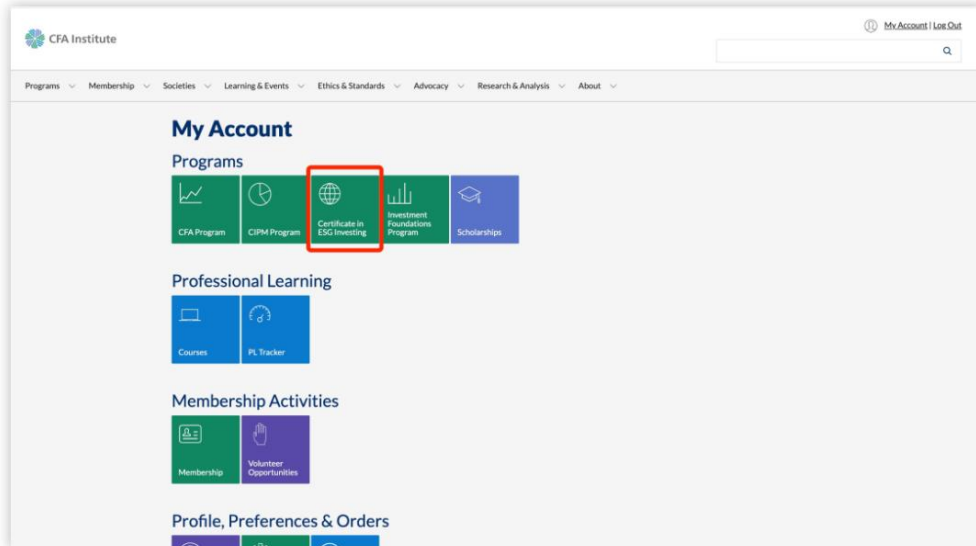 CFA Institute
My Account | Log Out
Programs Membership Societies Learning & Events Ethics & Standards Advocacy Research & Analysis About
My Account
Programs
CFA Program
CIPM Program
Certificate in
ESG Investing
Investment
Foundations
Program
Scholarships
Professional Learning
Courses
PL Tracker
Membership Activities
Membership
Volunteer
Opportunities
Profile, Preferences & Orders